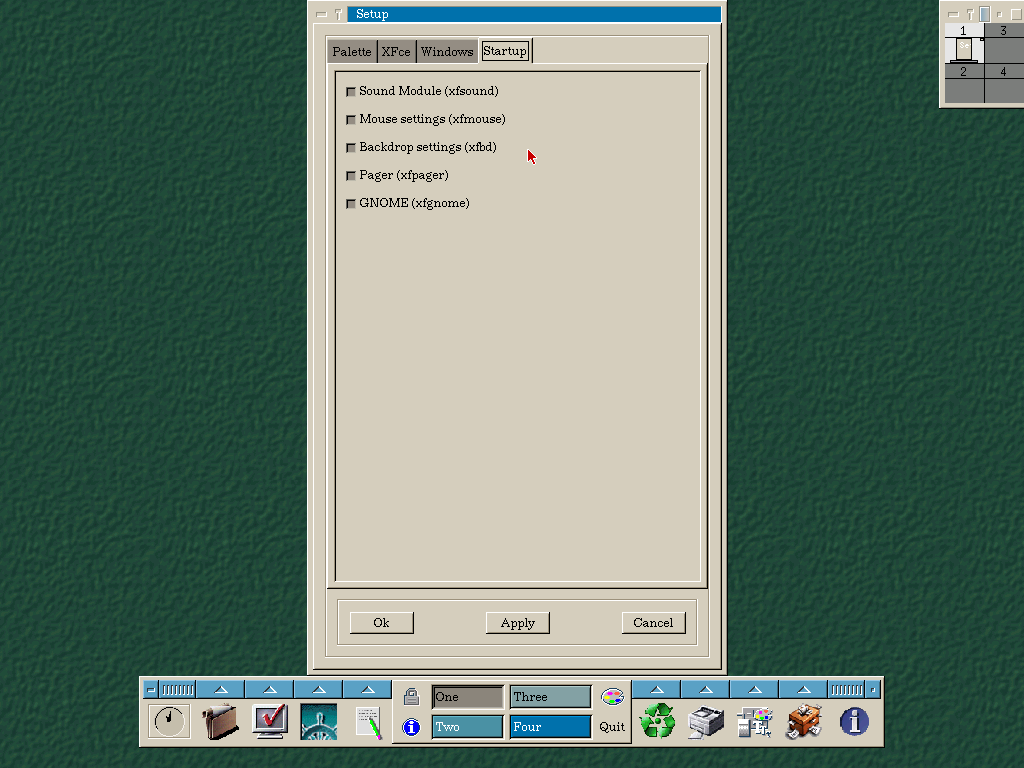 Setup
Palette XFce Windows Startup
Sound Module (xfsound)
Mouse settings (xfmouse)
Backdrop settings (xfbd)
Pager (xfpager)
GNOME (xfgnome)
Ok Apply Cancel
1 3
2 4
One Three
Two Four Quit